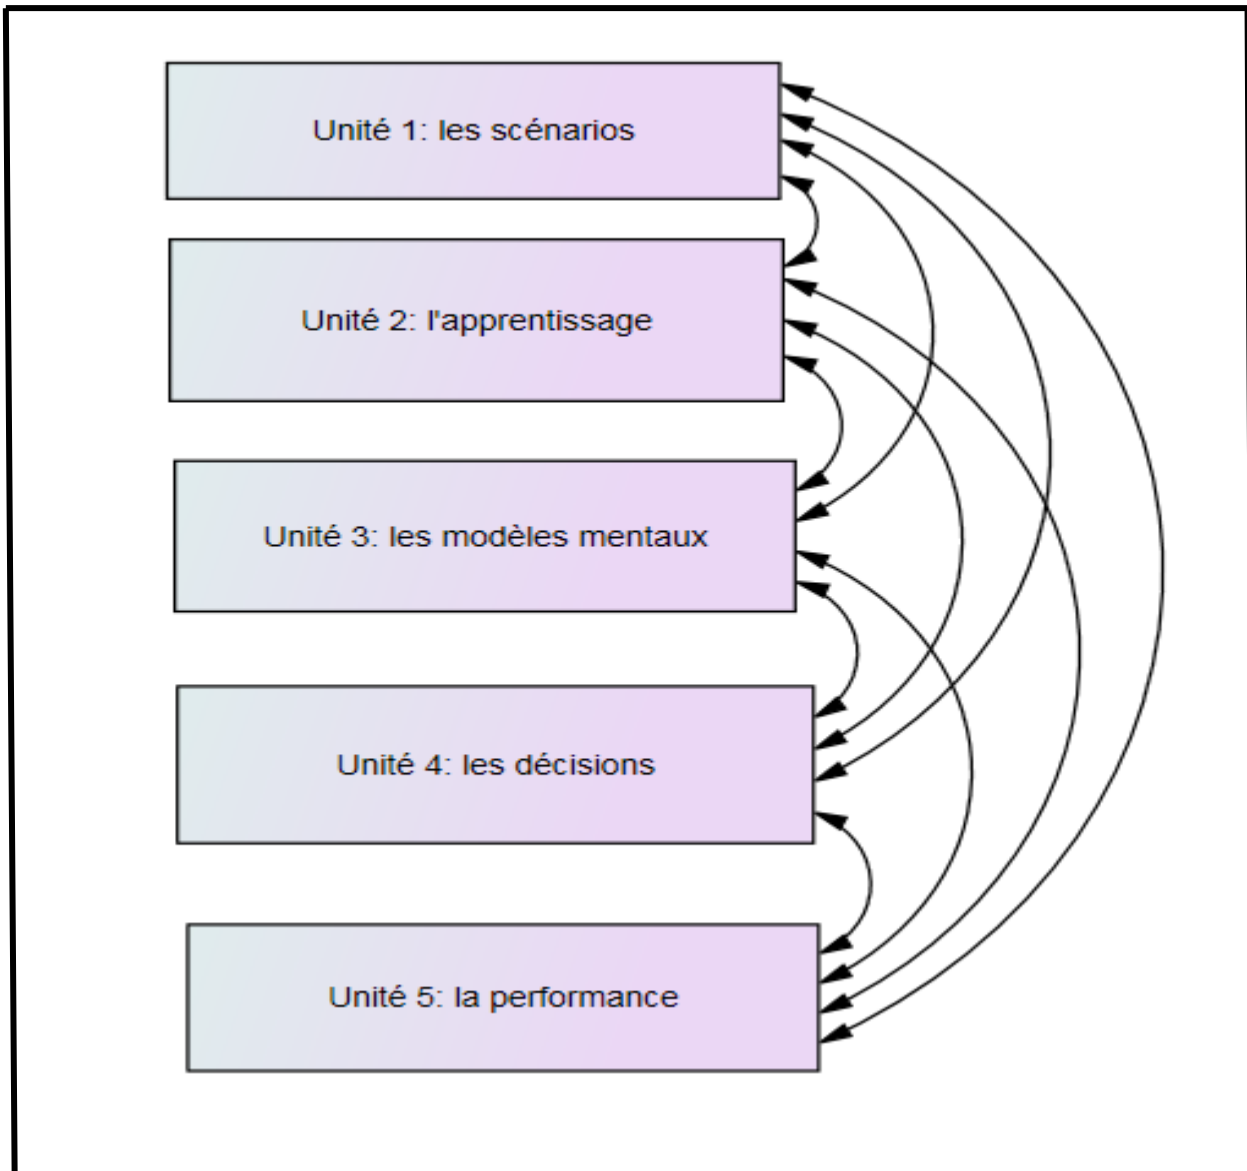 Unité 1: les scénarios
Unité 2: l'apprentissage
Unité 3: les modèles mentaux
Unité 4: les décisions
Unité 5: la performance